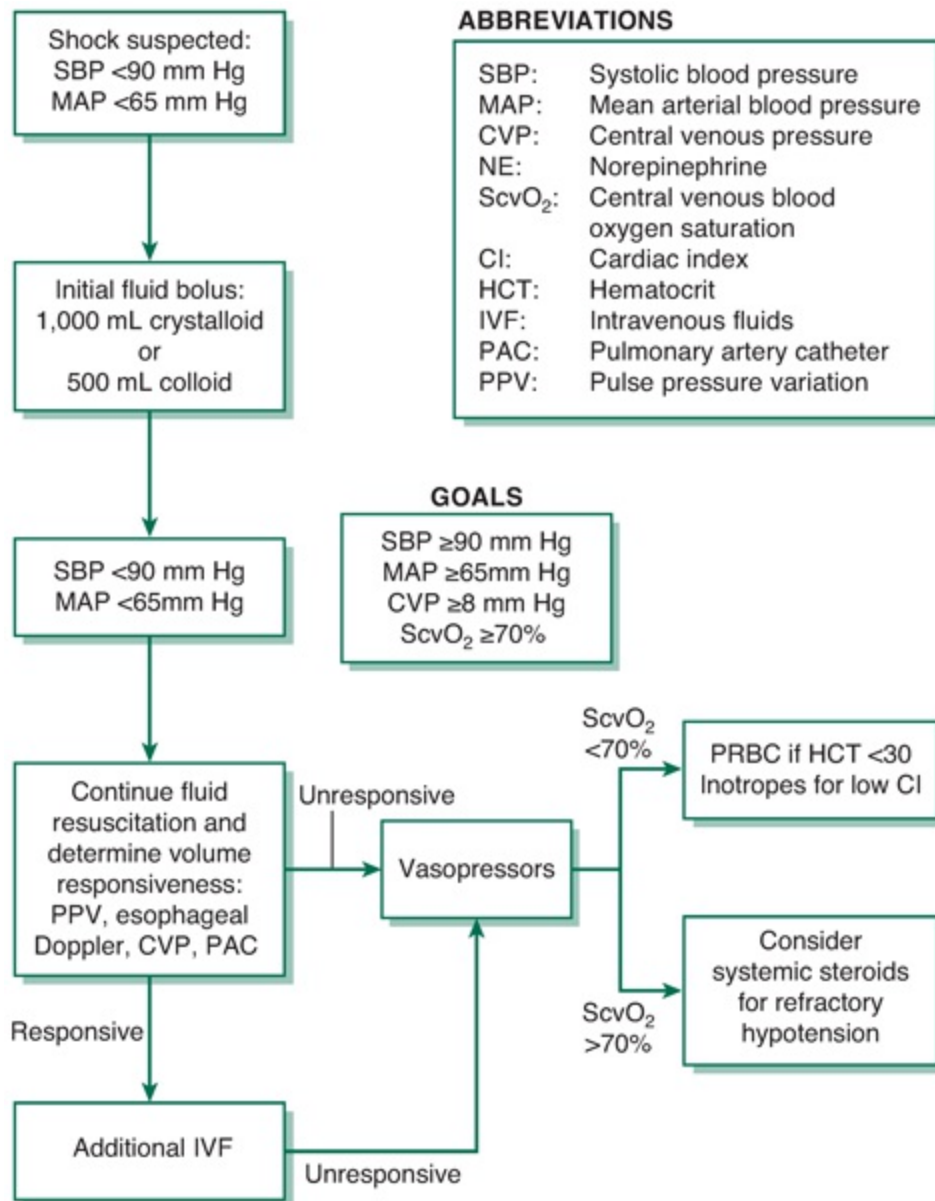 Shock suspected:
SBP <90 mm Hg
MAP <65 mm Hg
Initial fluid bolus:
1,000 mL crystalloid
or
500 mL colloid
SBP <90 mm Hg
MAP <65mm Hg
Continue fluid
resuscitation and
determine volume
responsiveness:
PPV, esophageal
Doppler, CVP, PAC
Responsive
Additional IVF
Unresponsive
Unresponsive
Vasopressors
ScvO₂
<70%
PRBC if HCT <30
Inotropes for low CI
ScvO₂
>70%
Consider
systemic steroids
for refractory
hypotension
GOALS
SBP ≥90 mm Hg
MAP ≥65mm Hg
CVP ≥8 mm Hg
ScvO₂ ≥70%
ABBREVIATIONS
SBP: Systolic blood pressure
MAP: Mean arterial blood pressure
CVP: Central venous pressure
NE: Norepinephrine
ScvO₂: Central venous blood
oxygen saturation
CI: Cardiac index
HCT: Hematocrit
IVF: Intravenous fluids
PAC: Pulmonary artery catheter
PPV: Pulse pressure variation